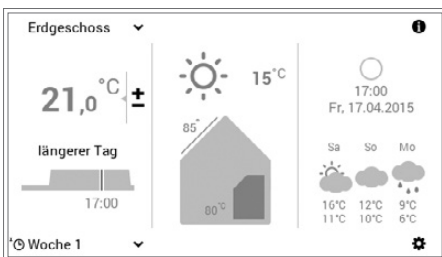 Erdgeschoss
21,0 °C ±
längerer Tag
17:00
Woche 1
15°C
85°
80°C
17:00
Fr, 17.04.2015
Sa So Mo
16°C 12°C 9°C
11°C 10°C 6°C